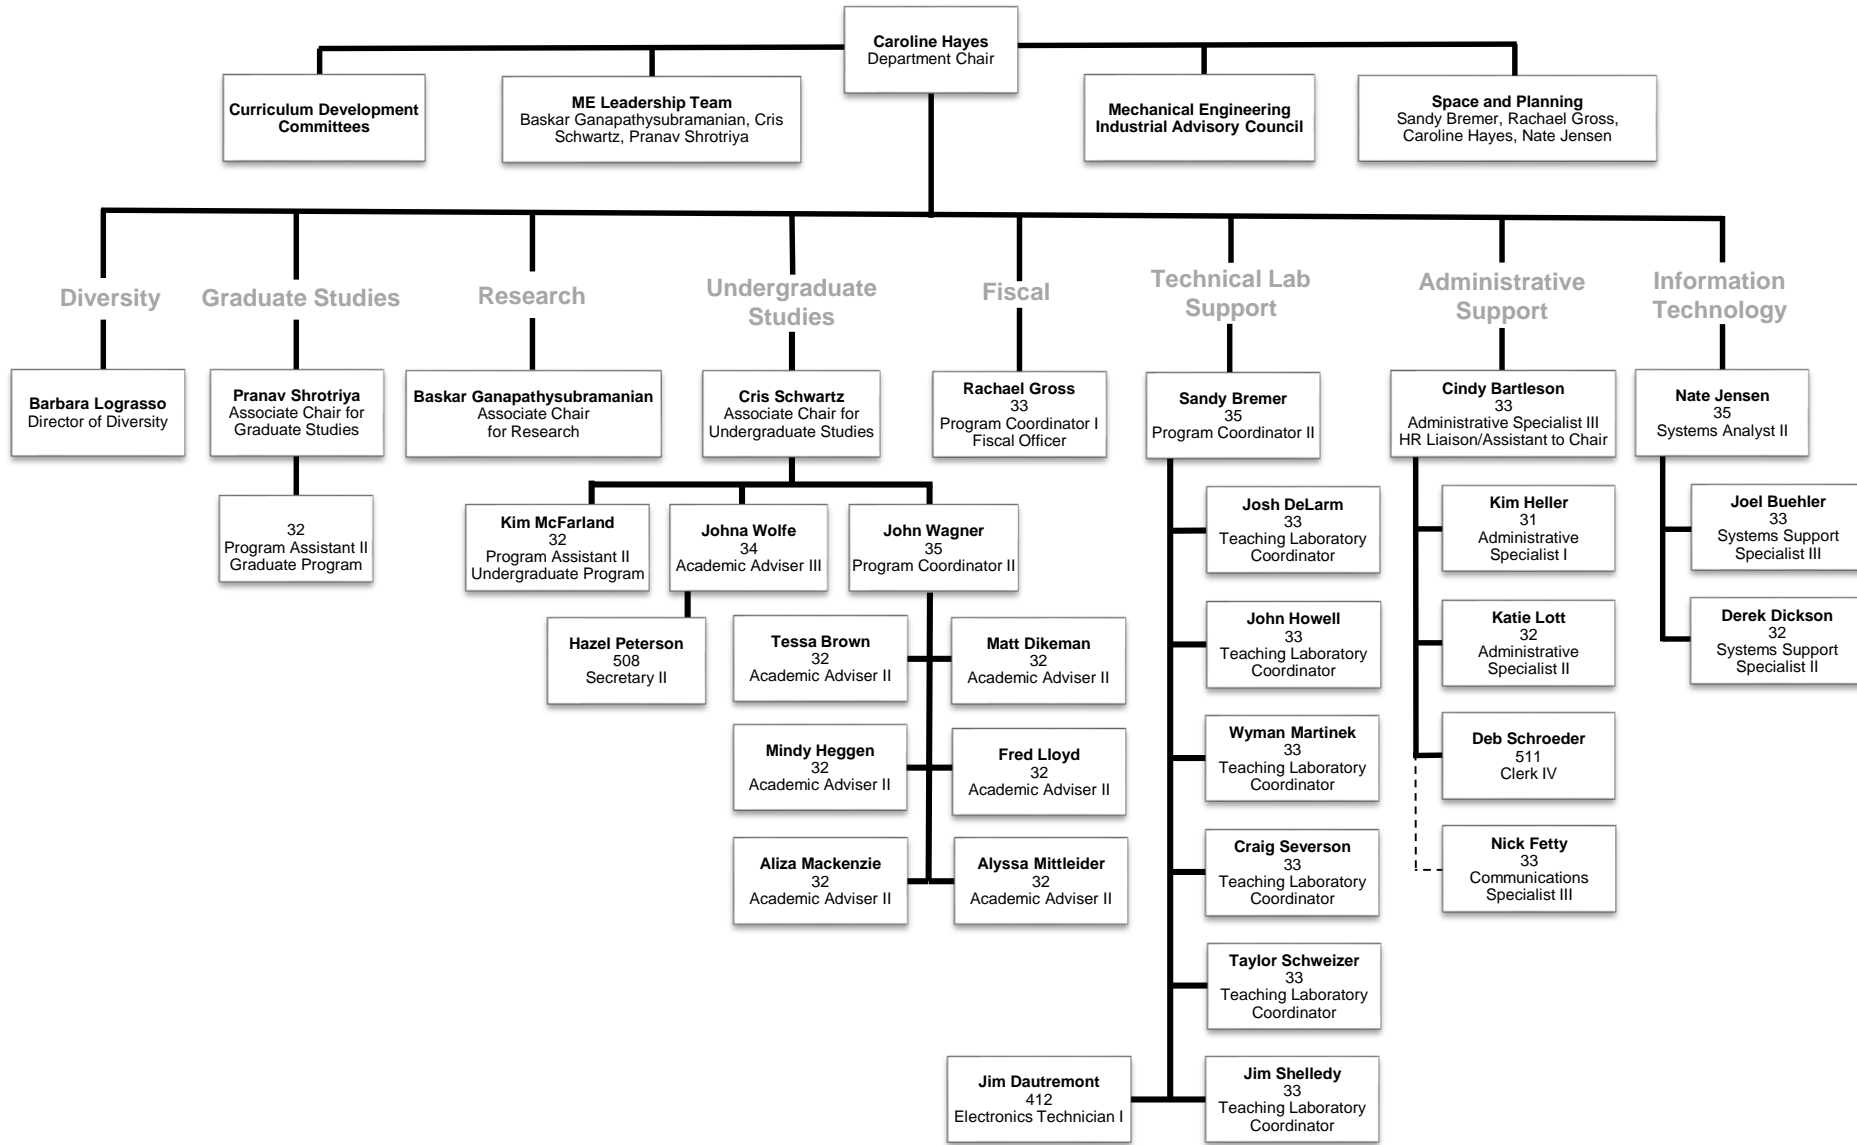 Caroline Hayes
Department Chair
Curriculum Development
Committees
ME Leadership Team
Baskar Ganapathysubramanian, Cris
Schwartz, Pranav Shrotriya
Mechanical Engineering
Industrial Advisory Council
Space and Planning
Sandy Bremer, Rachael Gross,
Caroline Hayes, Nate Jensen
Diversity
Graduate Studies
Research
Undergraduate
Studies
Fiscal
Technical Lab
Support
Administrative
Support
Information
Technology
Barbara Lograsso
Director of Diversity
Pranav Shrotriya
Associate Chair for
Graduate Studies
Baskar Ganapathysubramanian
Associate Chair
for Research
Cris Schwartz
Associate Chair for
Undergraduate Studies
Rachael Gross
33
Program Coordinator I
Fiscal Officer
Sandy Bremer
35
Program Coordinator II
Cindy Bartleson
33
Administrative Specialist III
HR Liaison/Assistant to Chair
Nate Jensen
35
Systems Analyst II
32
Program Assistant II
Graduate Program
Kim McFarland
32
Program Assistant II
Undergraduate Program
Johna Wolfe
34
Academic Adviser III
John Wagner
35
Program Coordinator II
Hazel Peterson
508
Secretary II
Tessa Brown
32
Academic Adviser II
Matt Dikeman
32
Academic Adviser II
Mindy Heggen
32
Academic Adviser II
Fred Lloyd
32
Academic Adviser II
Aliza Mackenzie
32
Academic Adviser II
Alyssa Mittleider
32
Academic Adviser II
Josh DeLarm
33
Teaching Laboratory
Coordinator
John Howell
33
Teaching Laboratory
Coordinator
Wyman Martinek
33
Teaching Laboratory
Coordinator
Craig Severson
33
Teaching Laboratory
Coordinator
Taylor Schweizer
33
Teaching Laboratory
Coordinator
Jim Dautremont
412
Electronics Technician I
Jim Shelledy
33
Teaching Laboratory
Coordinator
Kim Heller
31
Administrative
Specialist I
Katie Lott
32
Administrative
Specialist II
Deb Schroeder
511
Clerk IV
Nick Fetty
33
Communications
Specialist III
Joel Buehler
33
Systems Support
Specialist III
Derek Dickson
32
Systems Support
Specialist II